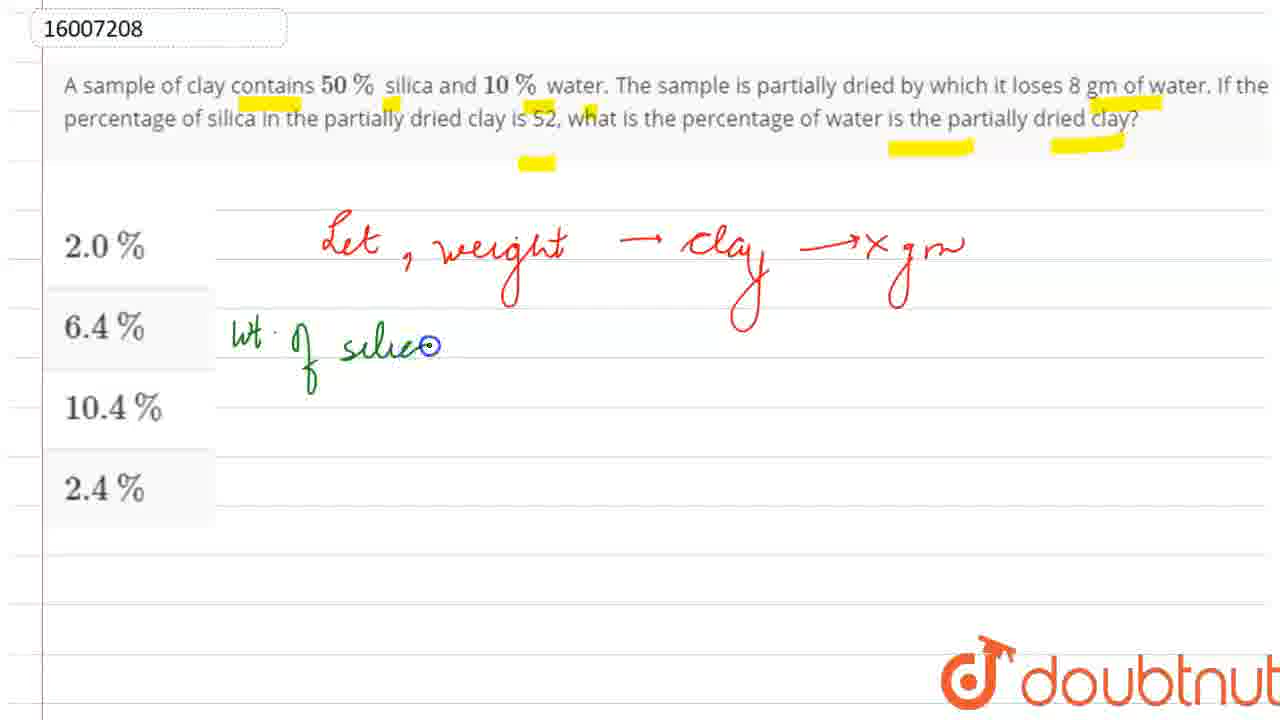 16007208
A sample of clay contains 50 % silica and 10 % water. The sample is partially dried by which it loses 8 gm of water. If the
percentage of silica in the partially dried clay is 52, what is the percentage of water is the partially dried clay?
Let, weight → clay → x gm
2.0 %
6.4 %
wt. of silica
10.4 %
2.4 %
doubtnut